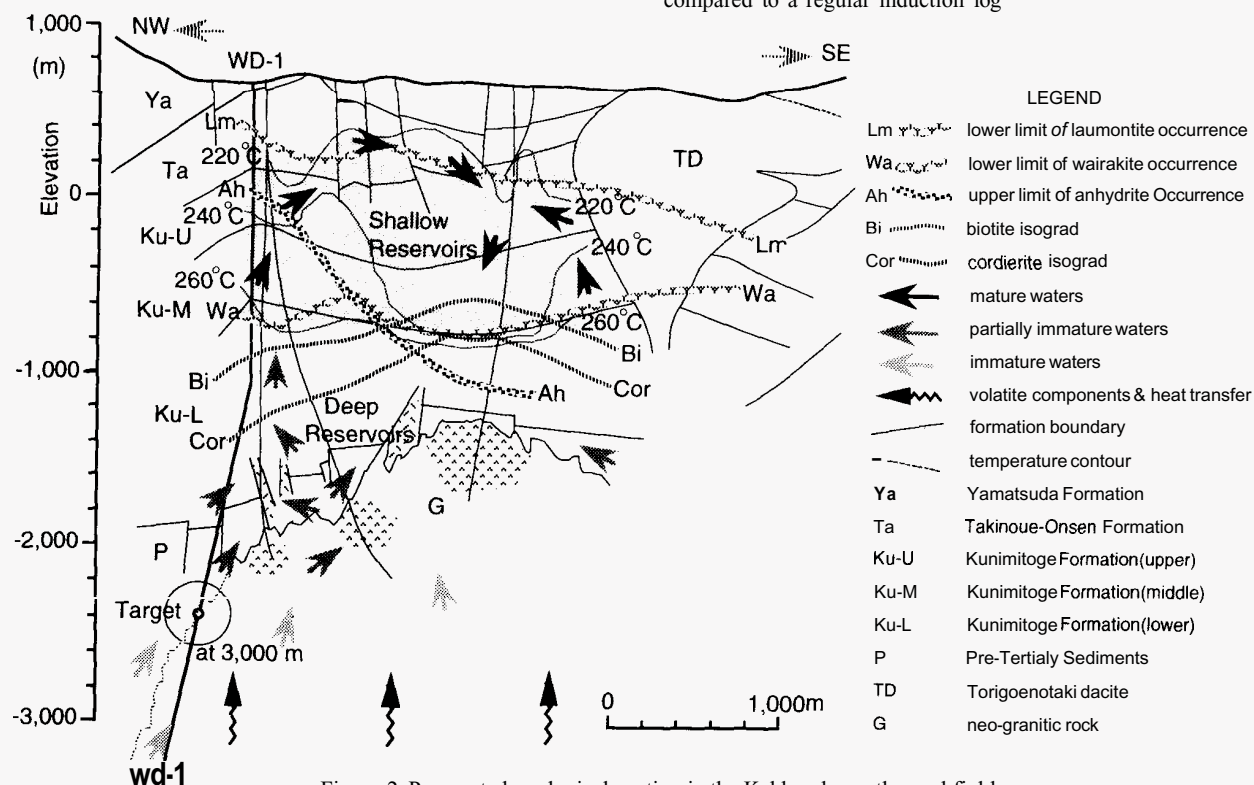 compared to a regular induction log
1,000
(m)
NW
SE
WD-1
Elevation
0
-1,000
-2,000
-3,000
Ya
Lm
220°C
Ta
Ah
240°C
Ku-U
260°C
Ku-M
Wa
Bi
Ku-L
Cor
P
Target
at 3,000 m
wd-1
Shallow
Reservoirs
TD
220°C
240°C
Lm
Wa
260°C
Bi
Cor
Ah
Deep
Reservoirs
G
0
1,000m
LEGEND
Lm lower limit of laumontite occurrence
Wa lower limit of wairakite occurrence
Ah upper limit of anhydrite Occurrence
Bi biotite isograd
Cor cordierite isograd
mature waters
partially immature waters
immature waters
volatite components & heat transfer
formation boundary
temperature contour
Ya Yamatsuda Formation
Ta Takinoue-Onsen Formation
Ku-U Kunimitoge Formation(upper)
Ku-M Kunimitoge Formation(middle)
Ku-L Kunimitoge Formation(lower)
P Pre-Tertialy Sediments
TD Torigoenotaki dacite
G neo-granitic rock